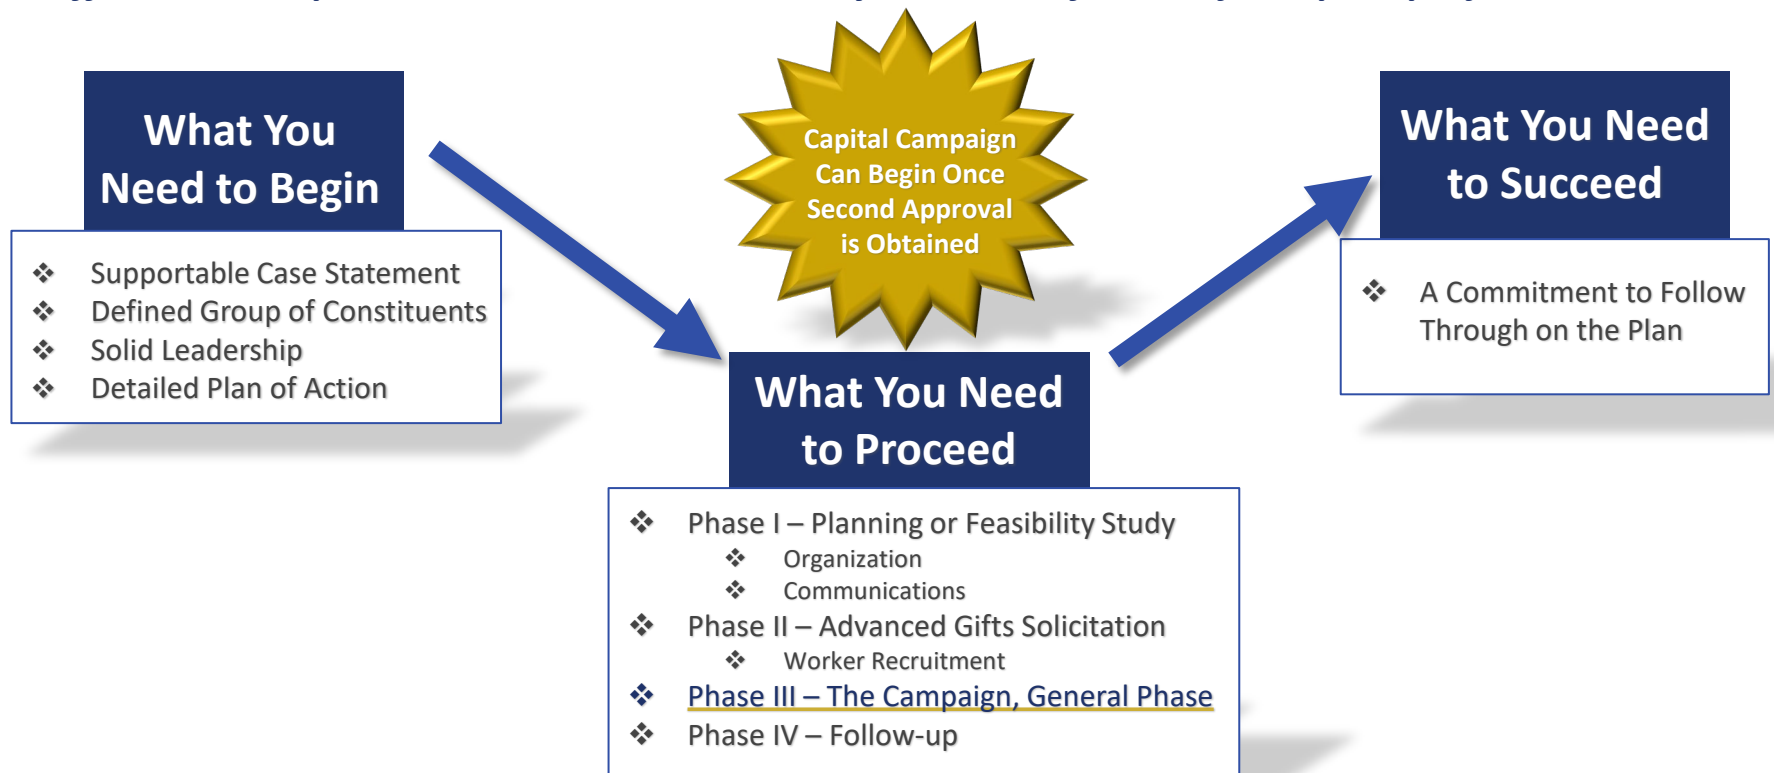 What You
Need to Begin
❖ Supportable Case Statement
❖ Defined Group of Constituents
❖ Solid Leadership
❖ Detailed Plan of Action
Capital Campaign
Can Begin Once
Second Approval
is Obtained
What You Need
to Proceed
❖ Phase I – Planning or Feasibility Study
❖ Organization
❖ Communications
❖ Phase II – Advanced Gifts Solicitation
❖ Worker Recruitment
❖ Phase III – The Campaign, General Phase
❖ Phase IV – Follow-up
What You Need
to Succeed
❖ A Commitment to Follow
Through on the Plan